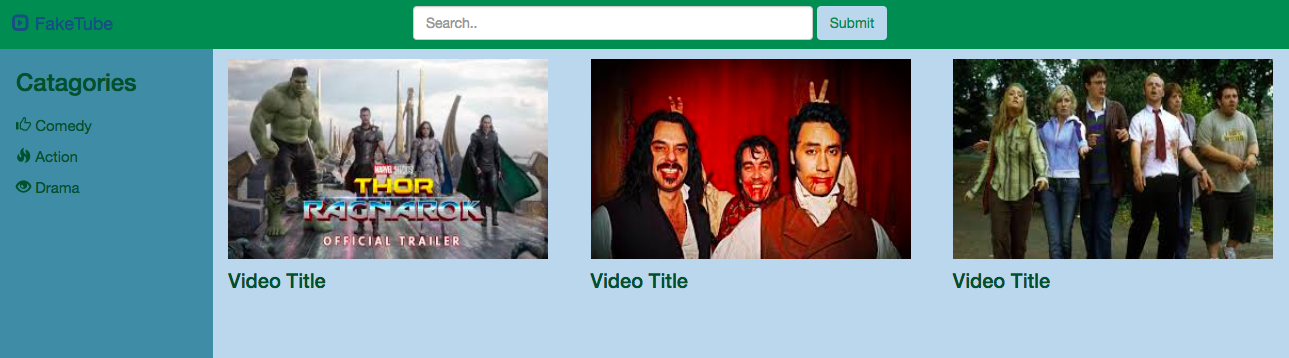 FakeTube
Search..
Submit
Catagories
Comedy
Action
Drama
MARVEL STUDIOS
THOR
RAGNAROK
OFFICIAL TRAILER
Video Title
Video Title
Video Title